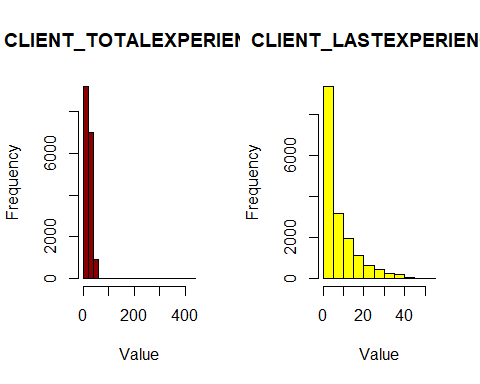 CLIENT_TOTALEXPERIEN
CLIENT_LASTEXPERIEN
Frequency
0
2000
6000
0
200
400
Value
Frequency
0
2000
6000
0
20
40
Value